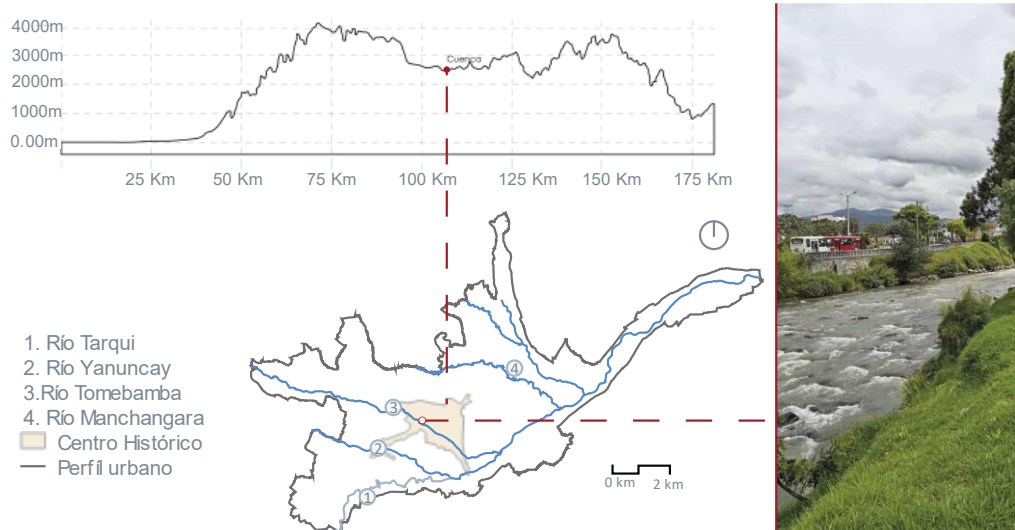 4000m
3000m
Cuenca
2000m
1000m
0.00m
25 Km
50 Km
75 Km
100 Km
125 Km
150 Km
175 Km
1. Río Tarqui
2. Río Yanuncay
3.Río Tomebamba
4. Río Manchangara
Centro Histórico
Perfíl urbano
4
3
2
1
0 km
2 km